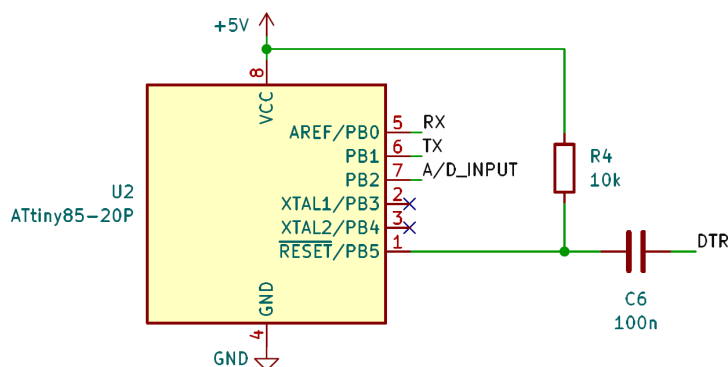 +5V
8
VCC
U2
ATtiny85-20P
AREF/PB0 5 RX
PB1 6 TX
PB2 7 A/D_INPUT
XTAL1/PB3 2
XTAL2/PB4 3
RESET/PB5 1
R4
10k
DTR
C6
100n
GND
4
GND